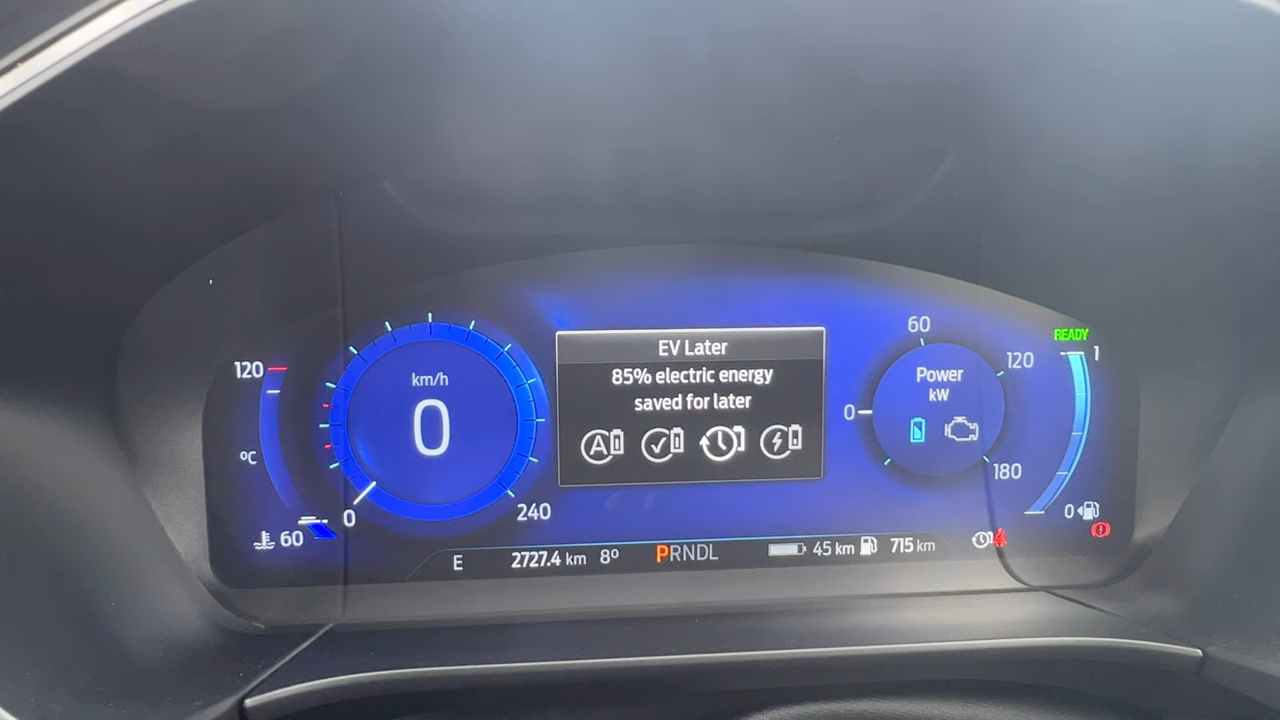 EV Later
85% electric energy
saved for later
A
120
°C
60
km/h
0
0
240
60
120
0
180
Power
kW
READY
1
0
E
2727.4 km
8º
PRNDL
45 km
715 km